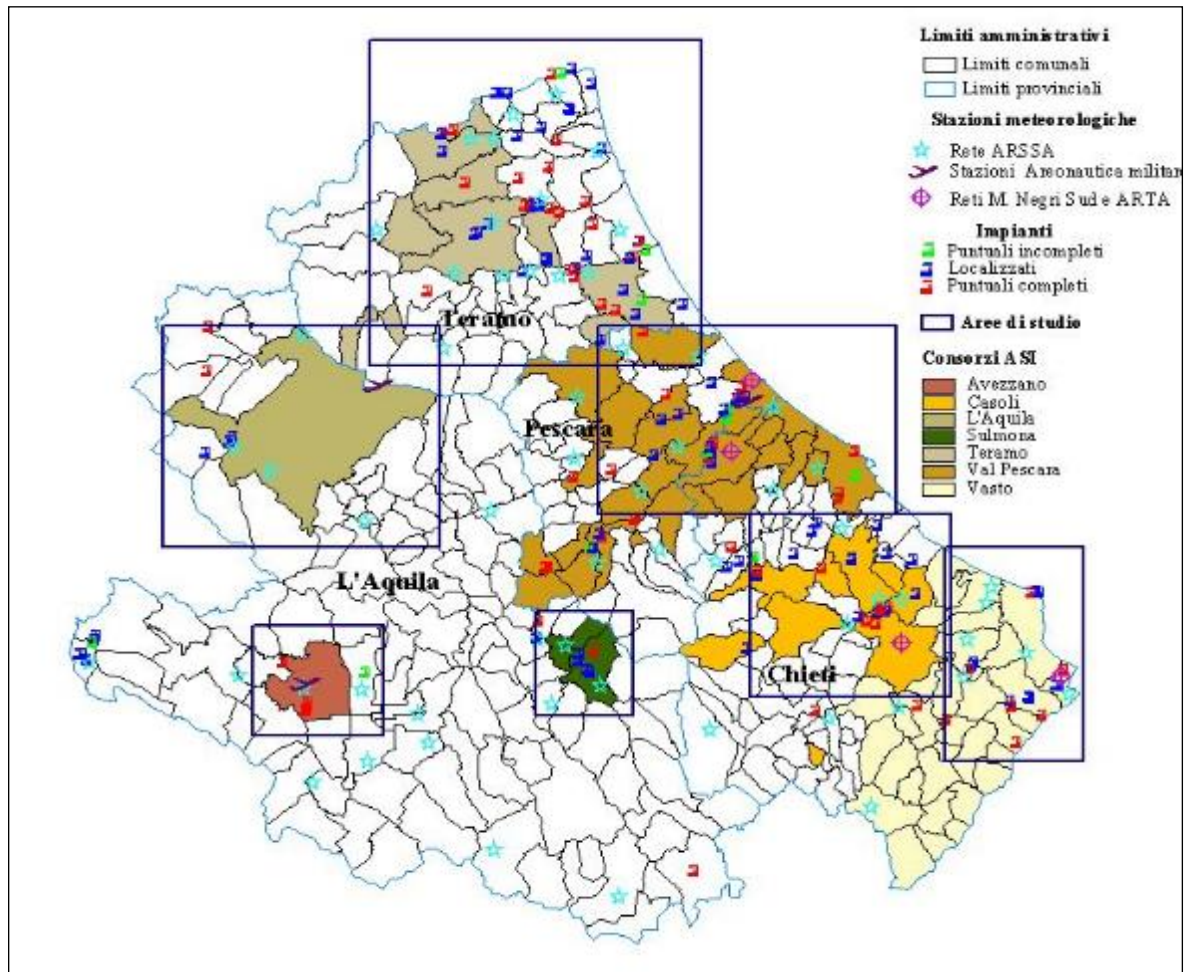 Limiti amministrativi
Limiti comunali
Limiti provinciali
Stazioni meteorologiche
Rete ARSSA
Stazioni Areonautica militare
Reti M. Negri Sud e ARTA
Impianti
Puntuali incompleti
Localizzati
Puntuali completi
Aree di studio
Consorzi ASI
Avezzano
Casoli
L'Aquila
Sulmona
Teramo
Val Pescara
Vasto
Teramo
Pescara
L'Aquila
Chieti